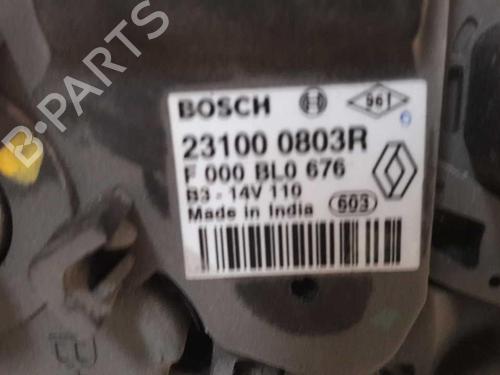 B-PARTS
BOSCH 961
23100 0803R
F 000 BL0 676
B3 - 14V 110
Made in India 603